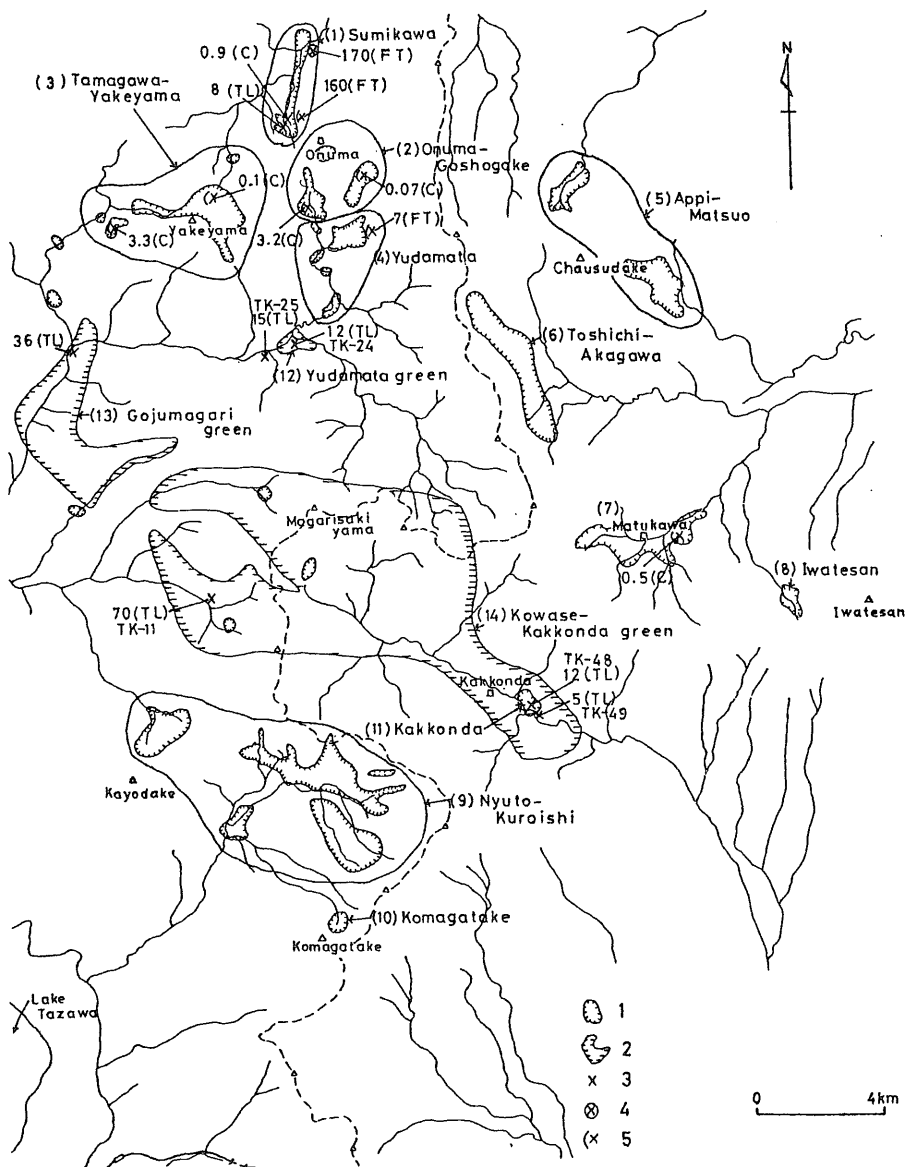 (1) Sumikawa
170(FT)
0.9(C)
8(TL)
160(FT)
N
(3) Tamagawa-
Yakeyama
Onuma
(2) Onuma-
Goshogake
0.1(C)
0.07(C)
Yakeyama
3.3(C)
3.2(C)
7(FT)
(4) Yudamata
(5) Appi-
Matsuo
Chausudake
TK-25
15(TL)
12(TL)
TK-24
36(TL)
(12) Yudamata green
(6) Toshichi-
Akagawa
(13) Gojumagari
green
Magarisaki
yama
(7)
Matukawa
0.5(C)
(8) Iwatesan
Iwatesan
70(TL)
TK-11
(14) Kowase-
Kakkonda green
TK-48
12(TL)
Kakkonda
5(TL)
TK-49
(11) Kakkonda
Kayodake
(9) Nyuto-
Kuroishi
(10) Komagatake
Komagatake
Lake
Tazawa
1
2
3
4
5
0 4km